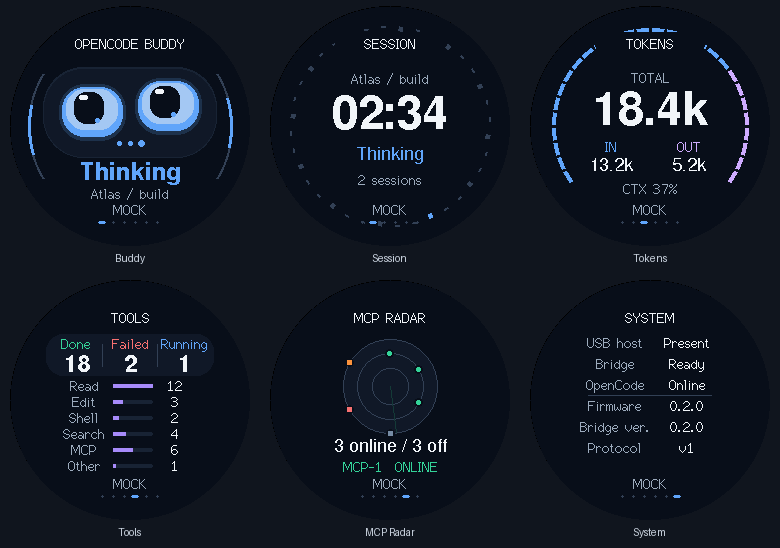 OPENCODE BUDDY
Thinking
Atlas / build
MOCK
Buddy
SESSION
Atlas / build
02:34
Thinking
2 sessions
MOCK
Session
TOKENS
TOTAL
18.4k
IN OUT
13.2k 5.2k
CTX 37%
MOCK
Tokens
TOOLS
Done Failed Running
18 2 1
Read 12
Edit 3
Shell 2
Search 4
MCP 6
Other 1
MOCK
Tools
MCP RADAR
3 online / 3 off
MCP-1 ONLINE
MOCK
MCP Radar
SYSTEM
USB host Present
Bridge Ready
OpenCode Online
Firmware 0.2.0
Bridge ver. 0.2.0
Protocol v1
MOCK
System